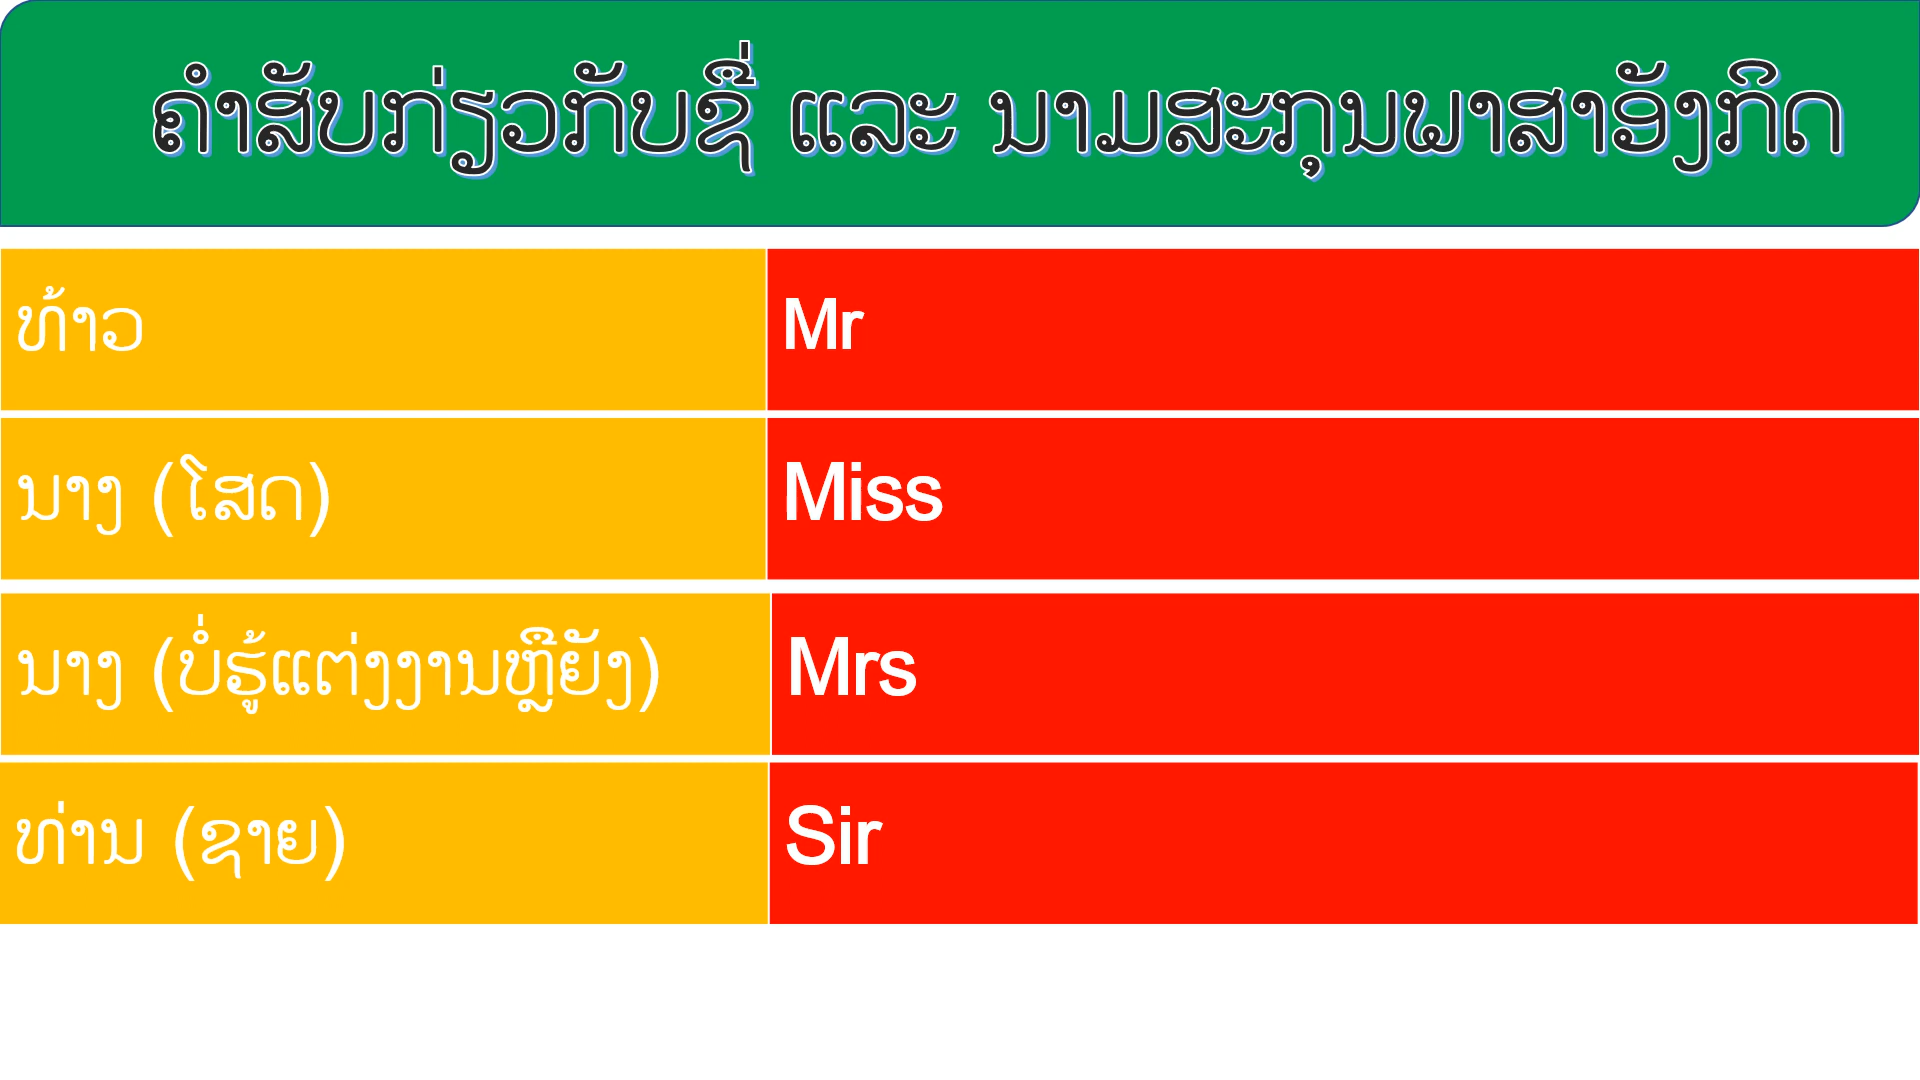 ຄຳສັບກ່ຽວກັບຊື່ ແລະ ນາມສະກຸນພາສາອັງກິດ
ທ້າວ Mr
ນາງ (ໂສດ) Miss
ນາງ (ບໍ່ຮູ້ແຕ່ງງານຫຼືຍັງ) Mrs
ທ່ານ (ຊາຍ) Sir